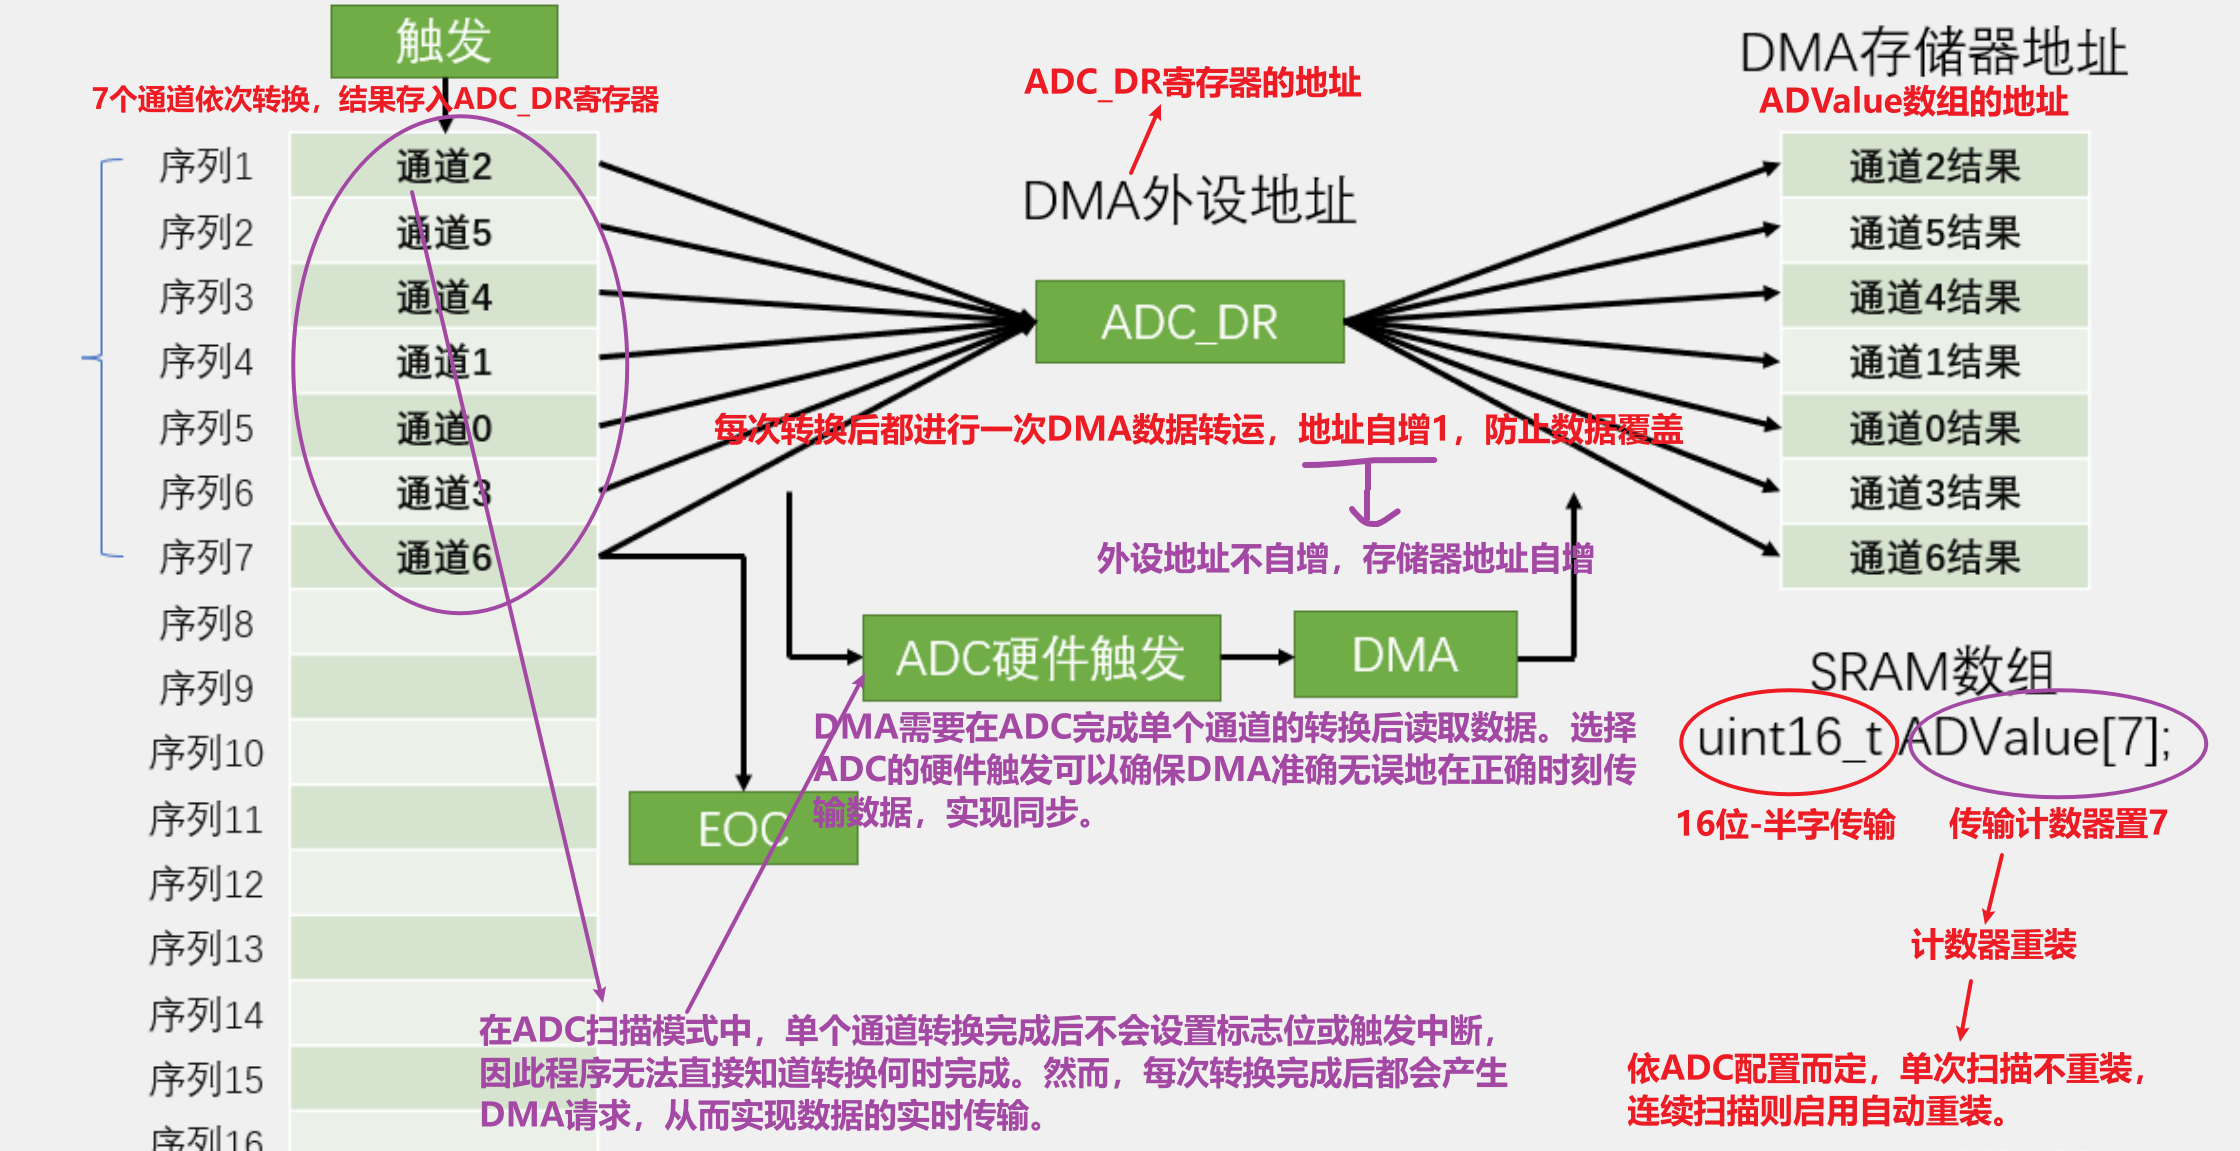 触发
7个通道依次转换，结果存入ADC_DR寄存器
序列1
通道2
序列2
通道5
序列3
通道4
序列4
通道1
序列5
通道0
序列6
通道3
序列7
通道6
序列8
序列9
序列10
序列11
序列12
序列13
序列14
序列15
序列16
ADC_DR寄存器的地址
DMA外设地址
ADC_DR
每次转换后都进行一次DMA数据转运，地址自增1，防止数据覆盖
外设地址不自增，存储器地址自增
ADC硬件触发
DMA
DMA需要在ADC完成单个通道的转换后读取数据。选择
ADC的硬件触发可以确保DMA准确无误地在正确时刻传
输数据，实现同步。
EOC
在ADC扫描模式中，单个通道转换完成后不会设置标志位或触发中断，
因此程序无法直接知道转换何时完成。然而，每次转换完成后都会产生
DMA请求，从而实现数据的实时传输。
DMA存储器地址
ADValue数组的地址
通道2结果
通道5结果
通道4结果
通道1结果
通道0结果
通道3结果
通道6结果
SRAM数组
uint16_t ADValue[7];
16位-半字传输
传输计数器置7
计数器重装
依ADC配置而定，单次扫描不重装，
连续扫描则启用自动重装。